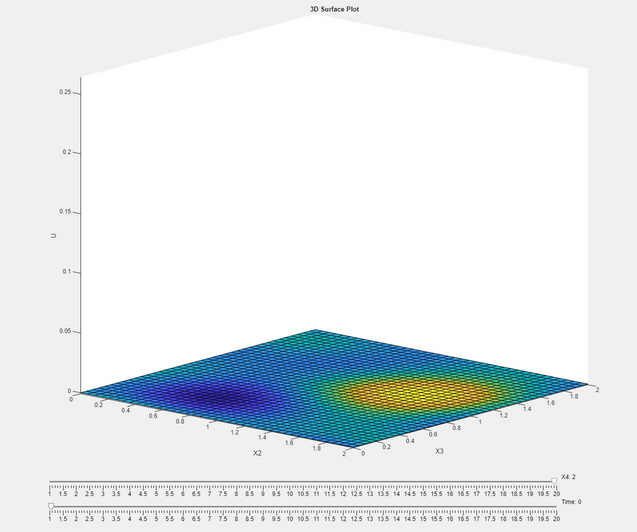 3D Surface Plot
0.25
0.2
0.15
U
0.1
0.05
0
0 0.2 0.4 0.6 0.8 1 1.2 1.4 1.6 1.8 2
X2
0 0.2 0.4 0.6 0.8 1 1.2 1.4 1.6 1.8 2
X3
X4: 2
1 1.5 2 2.5 3 3.5 4 4.5 5 5.5 6 6.5 7 7.5 8 8.5 9 9.5 10 10.5 11 11.5 12 12.5 13 13.5 14 14.5 15 15.5 16 16.5 17 17.5 18 18.5 19 19.5 20
Time: 0
1 1.5 2 2.5 3 3.5 4 4.5 5 5.5 6 6.5 7 7.5 8 8.5 9 9.5 10 10.5 11 11.5 12 12.5 13 13.5 14 14.5 15 15.5 16 16.5 17 17.5 18 18.5 19 19.5 20